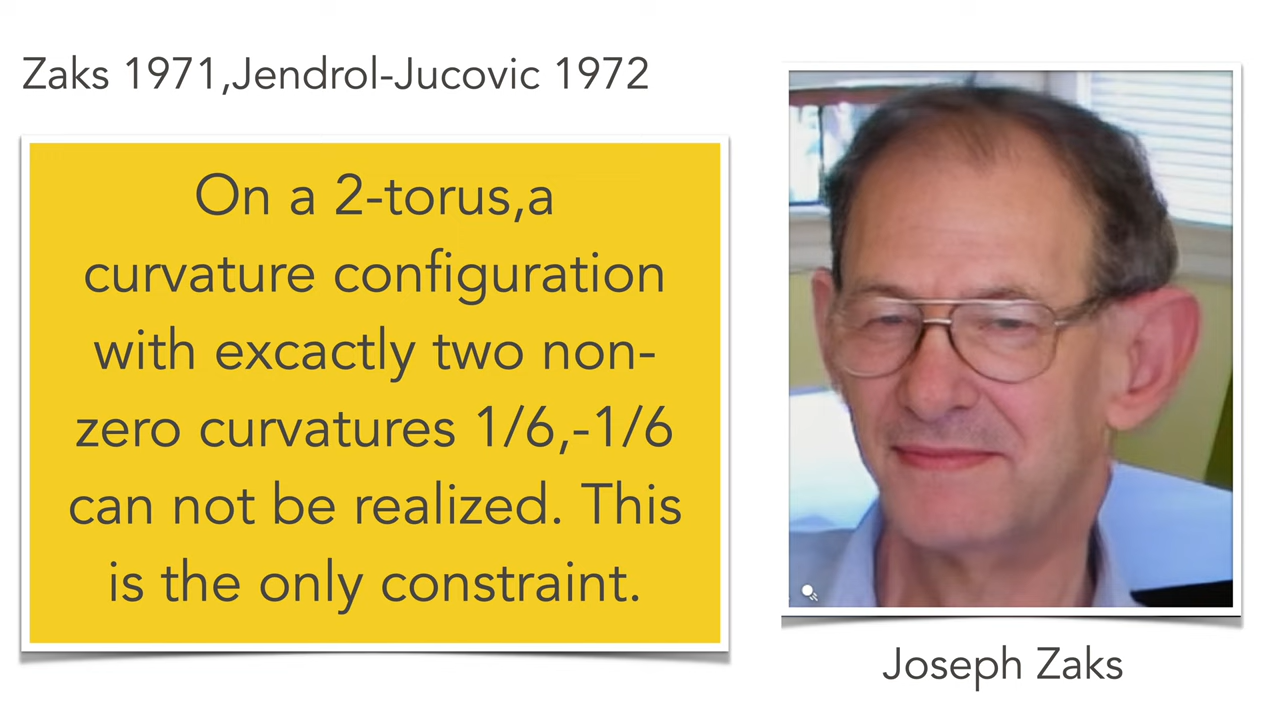 Zaks 1971,Jendrol-Jucovic 1972
On a 2-torus,a
curvature configuration
with excactly two non-
zero curvatures 1/6,-1/6
can not be realized. This
is the only constraint.
Joseph Zaks